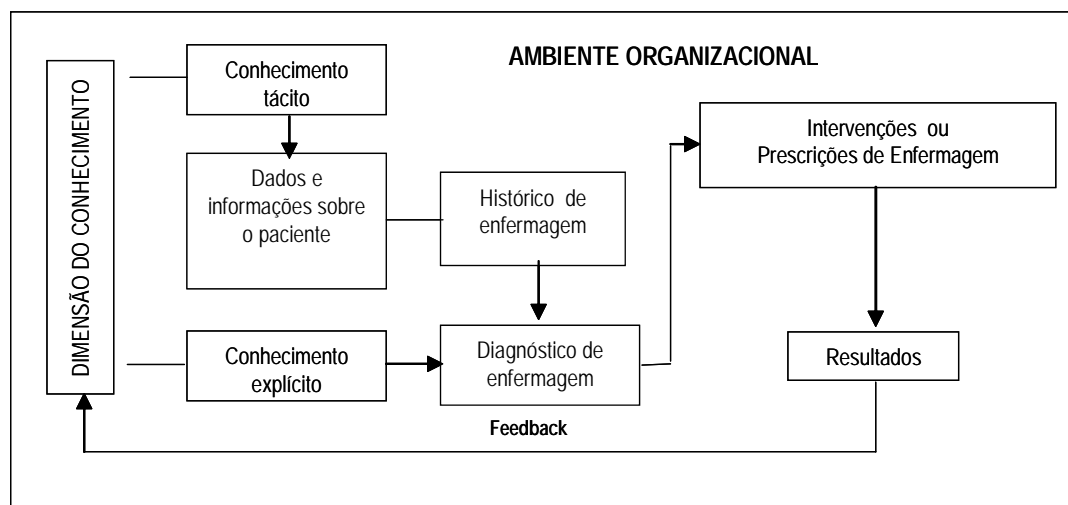 AMBIENTE ORGANIZACIONAL
DIMENSÃO DO CONHECIMENTO
Conhecimento
tácito
Dados e
informações sobre
o paciente
Histórico de
enfermagem
Intervenções ou
Prescrições de Enfermagem
Conhecimento
explícito
Diagnóstico de
enfermagem
Resultados
Feedback